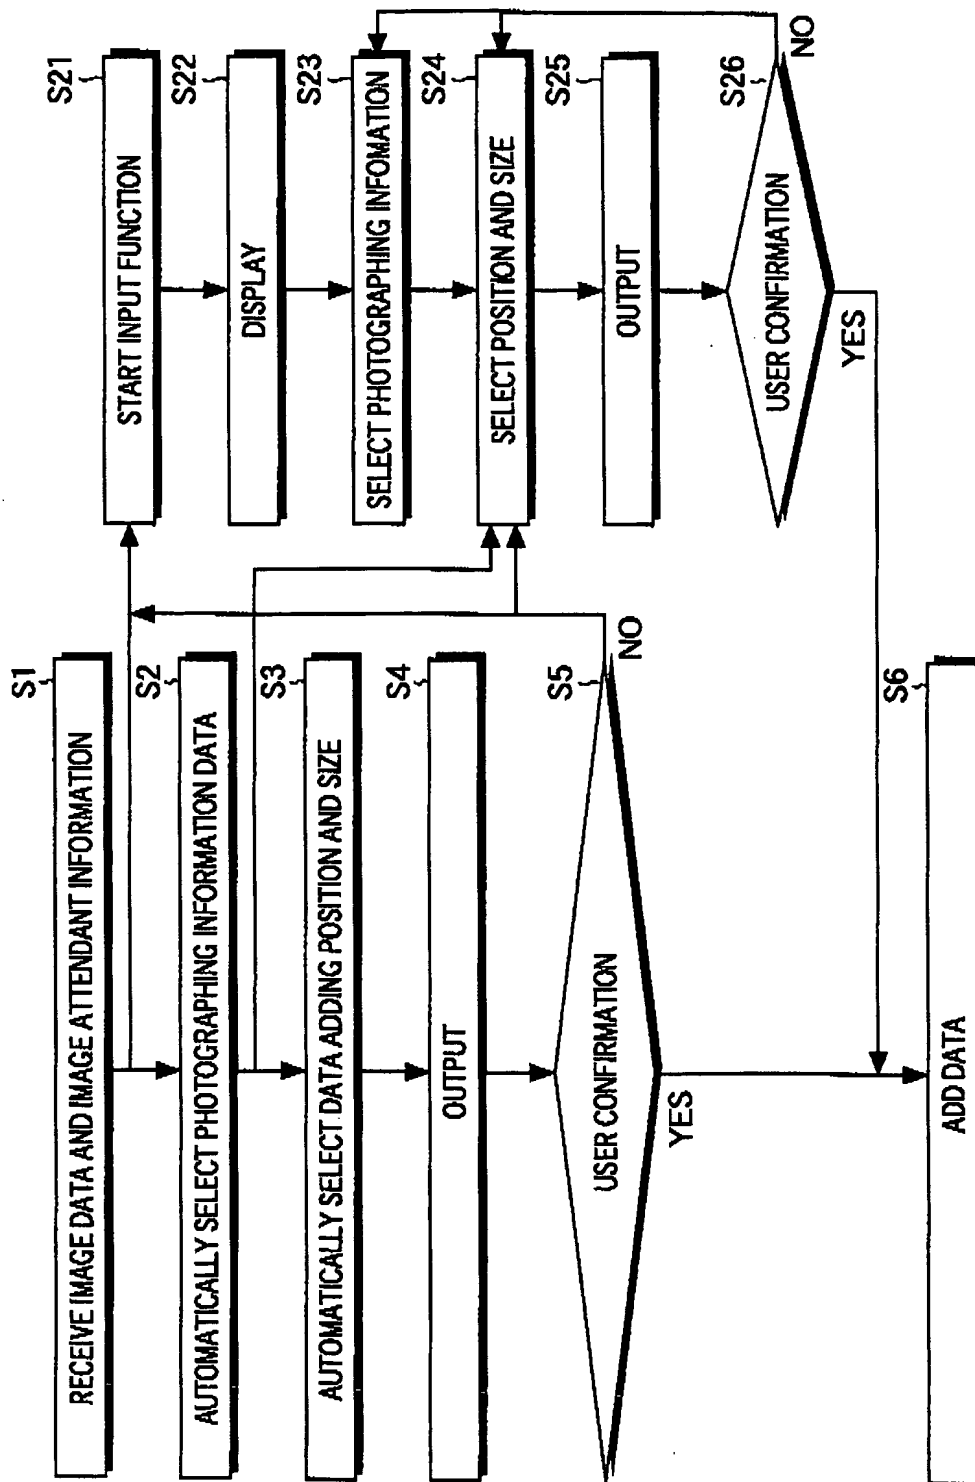 S1
RECEIVE IMAGE DATA AND IMAGE ATTENDANT INFORMATION
S2
AUTOMATICALLY SELECT PHOTOGRAPHING INFORMATION DATA
S3
AUTOMATICALLY SELECT DATA ADDING POSITION AND SIZE
S4
OUTPUT
S5
USER CONFIRMATION
NO
YES
S6
ADD DATA
S21
START INPUT FUNCTION
S22
DISPLAY
S23
SELECT PHOTOGRAPHING INFOMATION
S24
SELECT POSITION AND SIZE
S25
OUTPUT
S26
USER CONFIRMATION
NO
YES